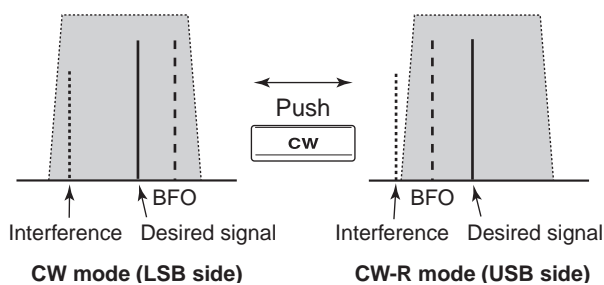 Push
CW
BFO
Interference Desired signal
CW mode (LSB side)
BFO
Interference Desired signal
CW-R mode (USB side)